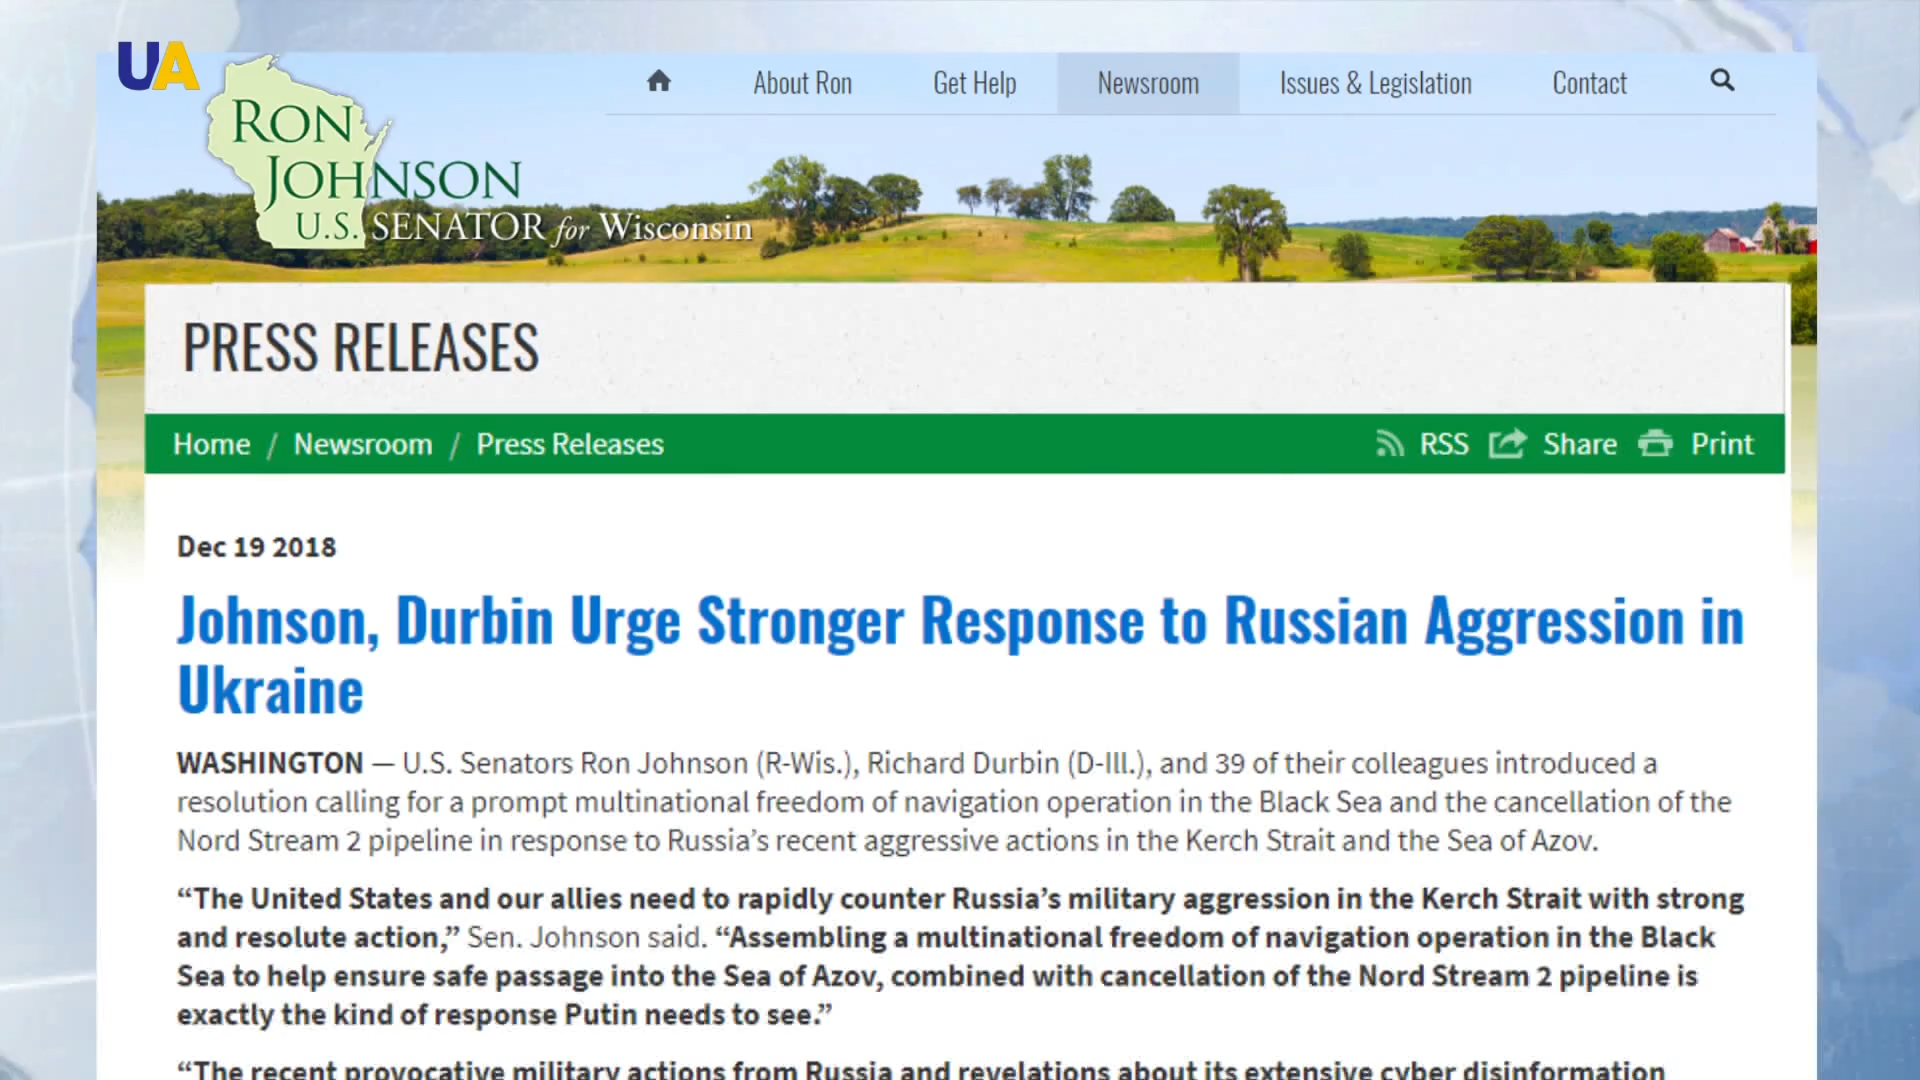 UA
About Ron Get Help Newsroom Issues & Legislation Contact
RON
JOHNSON
U.S. SENATOR for Wisconsin
PRESS RELEASES
Home / Newsroom / Press Releases RSS Share Print
Dec 19 2018
Johnson, Durbin Urge Stronger Response to Russian Aggression in
Ukraine
WASHINGTON — U.S. Senators Ron Johnson (R-Wis.), Richard Durbin (D-Ill.), and 39 of their colleagues introduced a
resolution calling for a prompt multinational freedom of navigation operation in the Black Sea and the cancellation of the
Nord Stream 2 pipeline in response to Russia’s recent aggressive actions in the Kerch Strait and the Sea of Azov.
“The United States and our allies need to rapidly counter Russia’s military aggression in the Kerch Strait with strong
and resolute action,” Sen. Johnson said. “Assembling a multinational freedom of navigation operation in the Black
Sea to help ensure safe passage into the Sea of Azov, combined with cancellation of the Nord Stream 2 pipeline is
exactly the kind of response Putin needs to see.”
“The recent provocative military actions from Russia and revelations about its extensive cyber disinformation